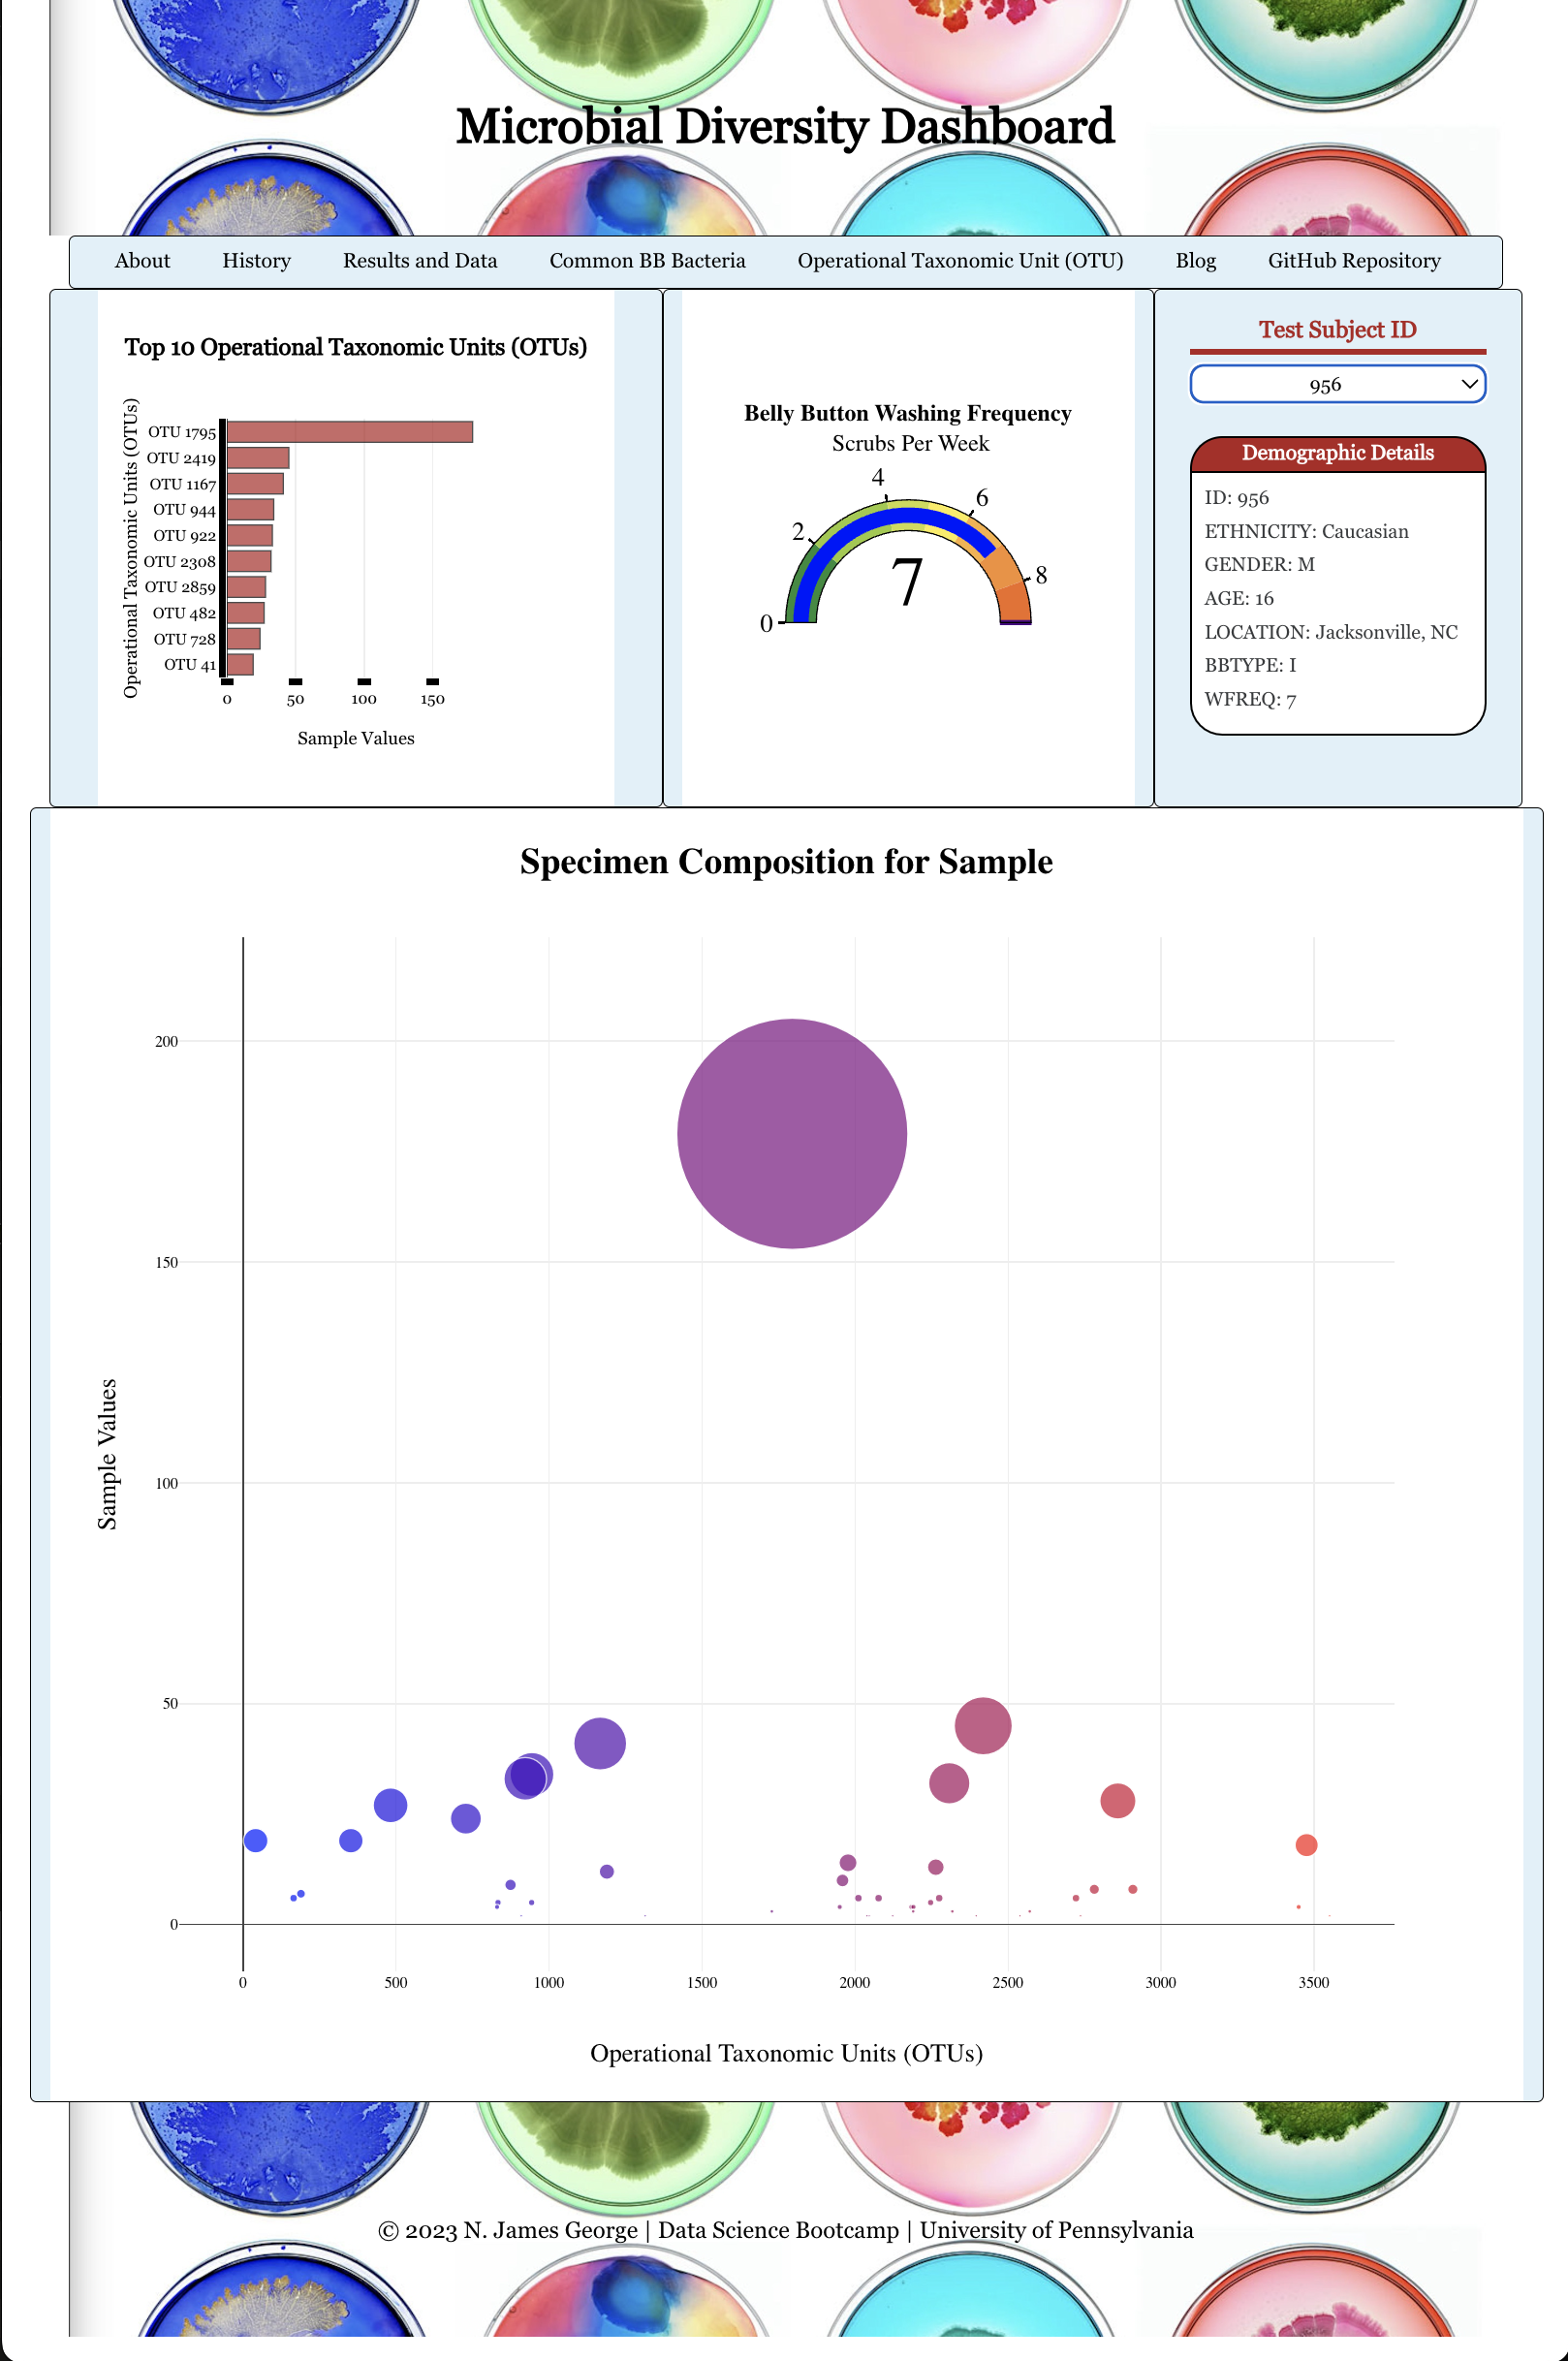 Microbial Diversity Dashboard
About History Results and Data Common BB Bacteria Operational Taxonomic Unit (OTU) Blog GitHub Repository
Top 10 Operational Taxonomic Units (OTUs)
Operational Taxonomic Units (OTUs)
OTU 1795
OTU 2419
OTU 1167
OTU 944
OTU 922
OTU 2308
OTU 2859
OTU 482
OTU 728
OTU 41
0 50 100 150
Sample Values
Belly Button Washing Frequency
Scrubs Per Week
0 2 4 6 8
7
Test Subject ID
956
Demographic Details
ID: 956
ETHNICITY: Caucasian
GENDER: M
AGE: 16
LOCATION: Jacksonville, NC
BBTYPE: I
WFREQ: 7
Specimen Composition for Sample
Sample Values
200
150
100
50
0
0 500 1000 1500 2000 2500 3000 3500
Operational Taxonomic Units (OTUs)
© 2023 N. James George | Data Science Bootcamp | University of Pennsylvania